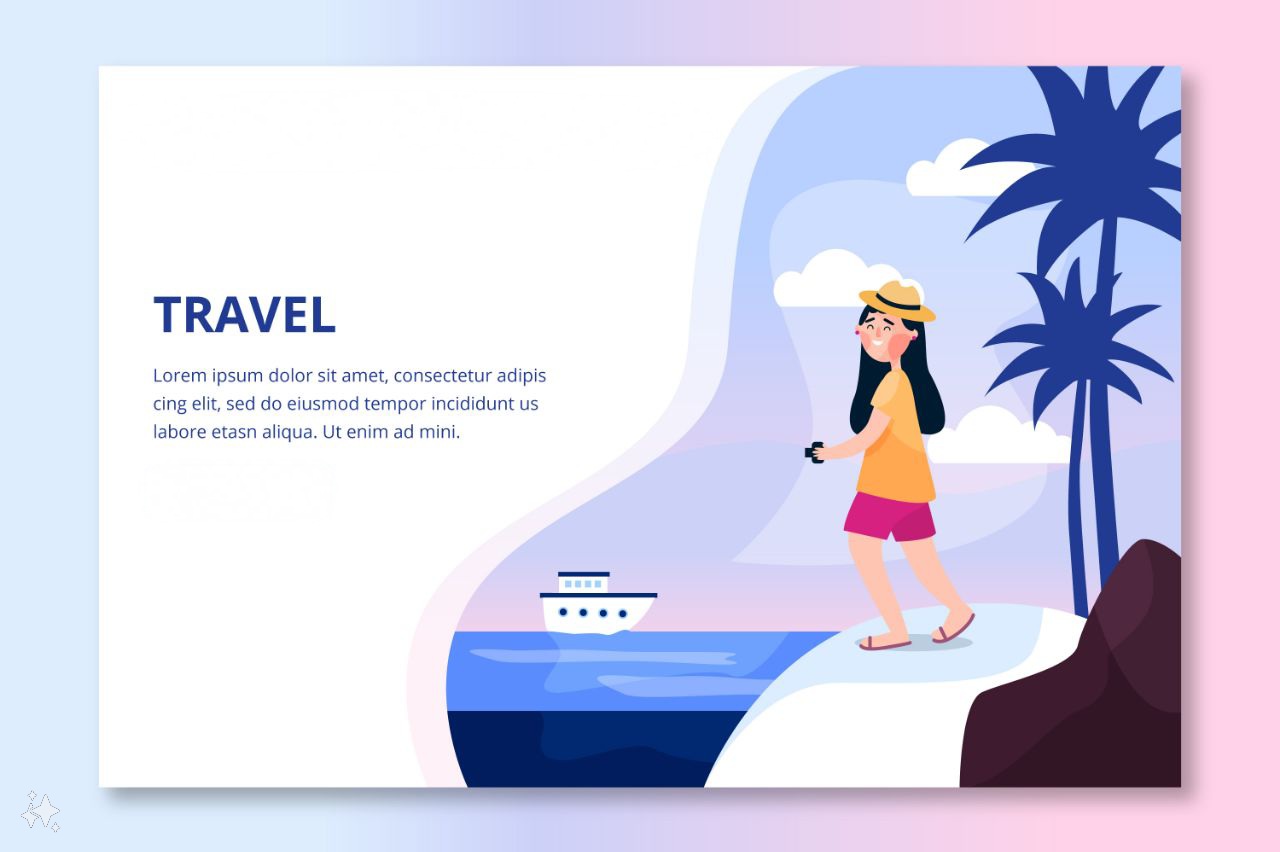 TRAVEL
Lorem ipsum dolor sit amet, consectetur adipis
cing elit, sed do eiusmod tempor incididunt us
labore etasn aliqua. Ut enim ad mini.